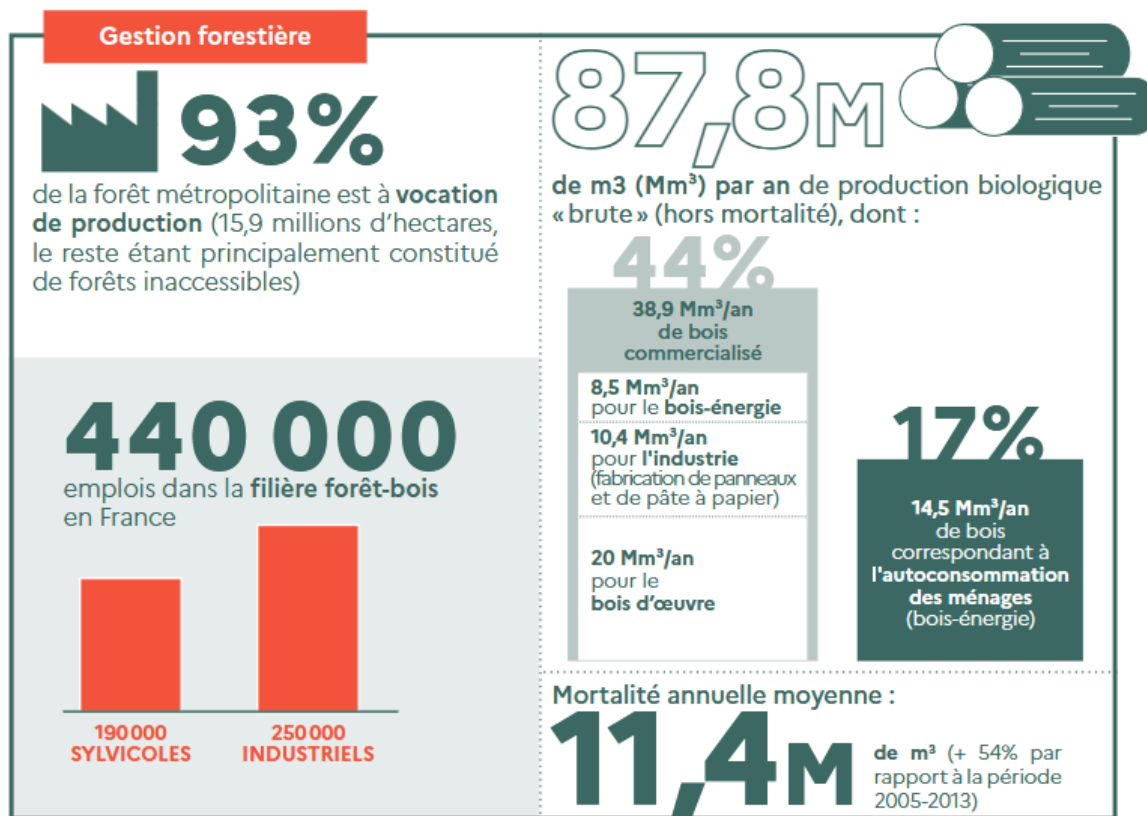 Gestion forestière
93%
de la forêt métropolitaine est à vocation
de production (15,9 millions d'hectares,
le reste étant principalement constitué
de forêts inaccessibles)
440 000
emplois dans la filière forêt-bois
en France
190 000
SYLVICOLES
250 000
INDUSTRIELS
87,8M
de m3 (Mm³) par an de production biologique
« brute » (hors mortalité), dont :
44%
38,9 Mm³/an
de bois
commercialisé
8,5 Mm³/an
pour le bois-énergie
10,4 Mm³/an
pour l'industrie
(fabrication de panneaux
et de pâte à papier)
20 Mm³/an
pour le
bois d'œuvre
17%
14,5 Mm³/an
de bois
correspondant à
l'autoconsommation
des ménages
(bois-énergie)
Mortalité annuelle moyenne :
11,4M
de m³ (+ 54% par
rapport à la période
2005-2013)